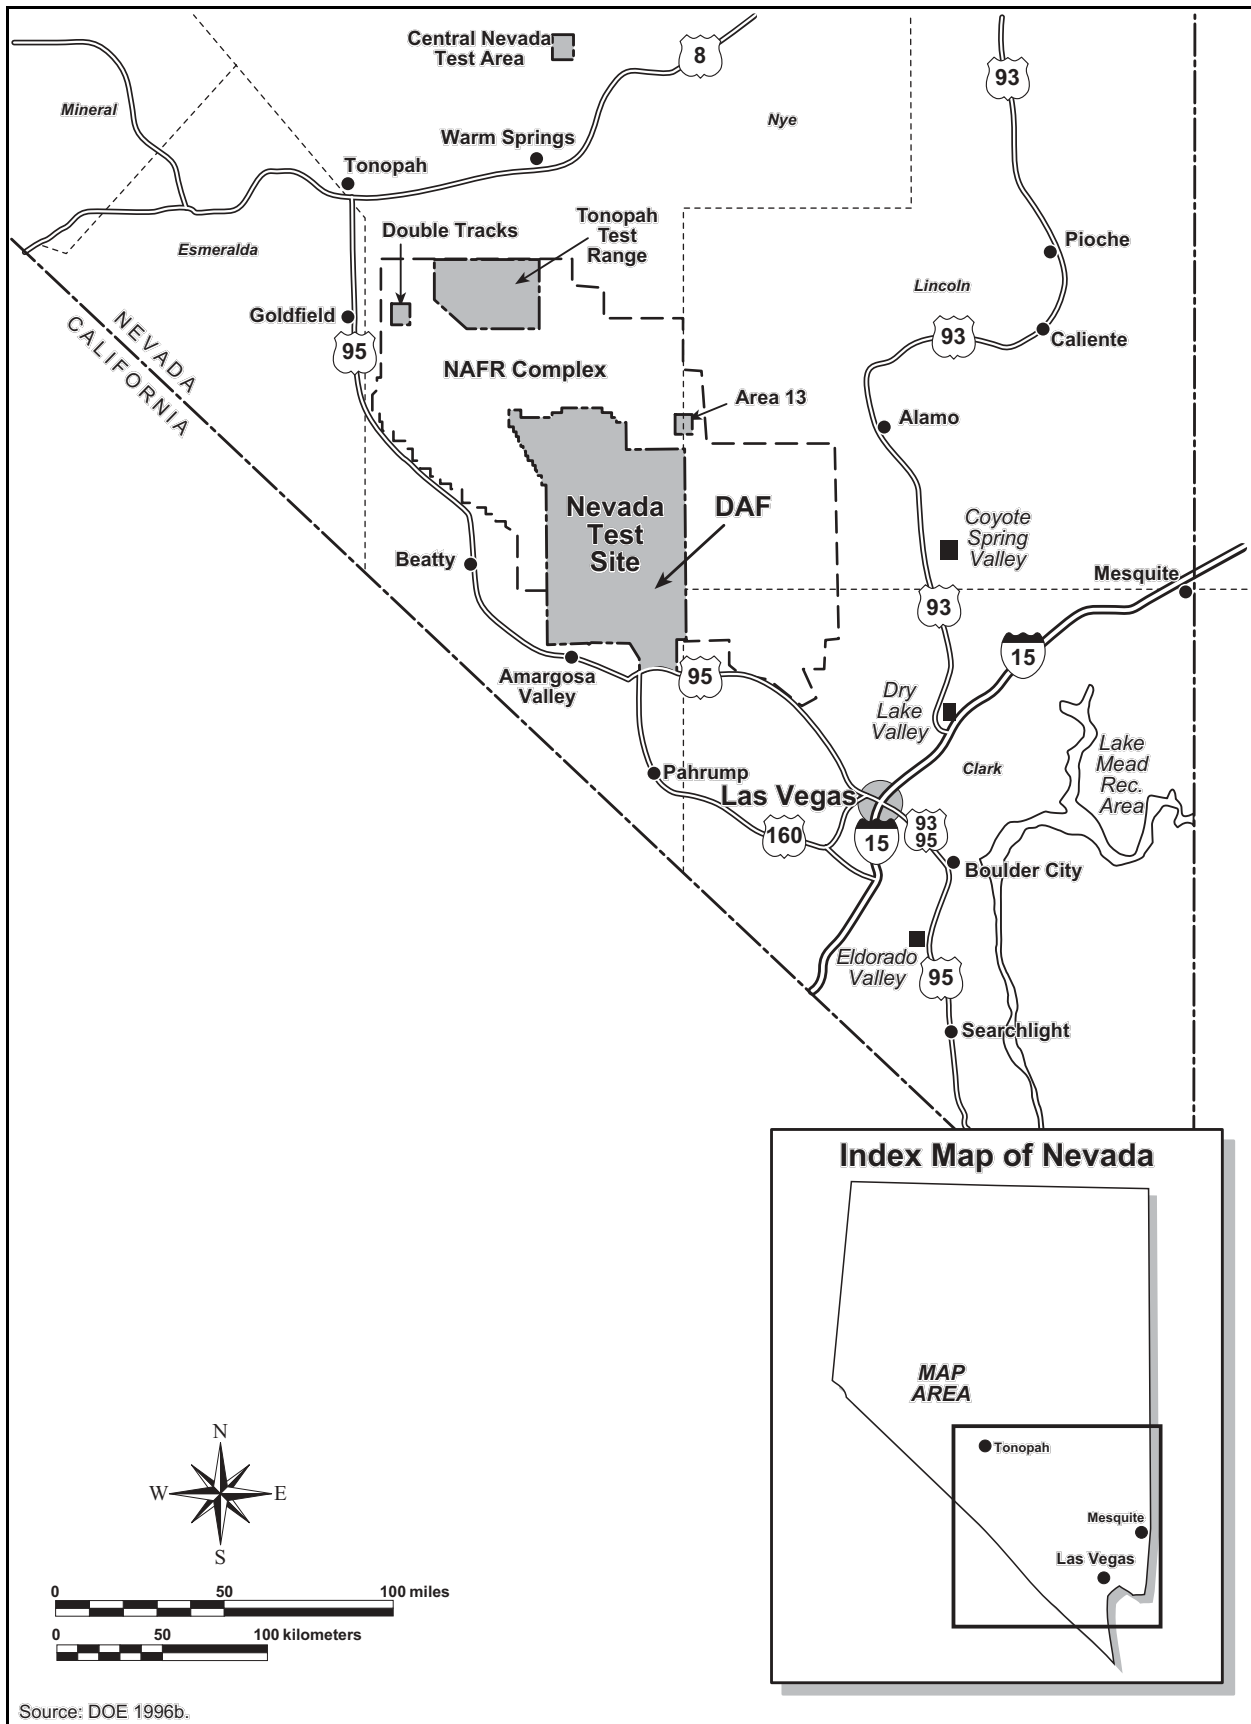 Central Nevada
Test Area
8
93
Mineral
Nye
Warm Springs
Tonopah
Double Tracks
Tonopah
Test
Range
Esmeralda
Pioche
Lincoln
Goldfield
NEVADA
CALIFORNIA
95
93
Caliente
NAFR Complex
Area 13
Alamo
Nevada
Test
Site
DAF
Coyote
Spring
Valley
Beatty
Mesquite
93
15
Amargosa
Valley
95
Dry
Lake
Valley
Lake
Mead
Rec.
Area
Clark
Pahrump
Las Vegas
160
15
93
95
Boulder City
Eldorado
Valley
95
Searchlight
Index Map of Nevada
MAP
AREA
Tonopah
Mesquite
Las Vegas
N
W
E
S
0 50 100 miles
0 50 100 kilometers
Source: DOE 1996b.